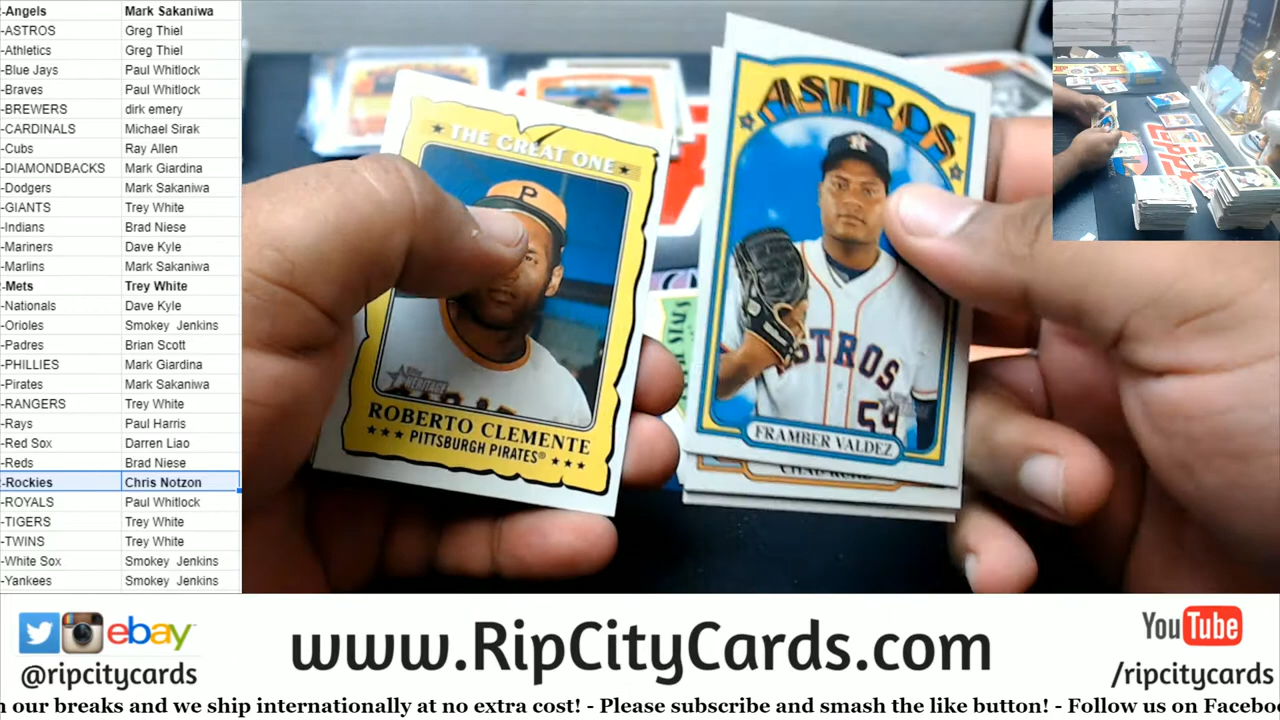 -Angels Mark Sakaniwa
-ASTROS Greg Thiel
-Athletics Greg Thiel
-Blue Jays Paul Whitlock
-Braves Paul Whitlock
-BREWERS dirk emery
-CARDINALS Michael Sirak
-Cubs Ray Allen
-DIAMONDBACKS Mark Giardina
-Dodgers Mark Sakaniwa
-GIANTS Trey White
-Indians Brad Niese
-Mariners Dave Kyle
-Marlins Mark Sakaniwa
-Mets Trey White
-Nationals Dave Kyle
-Orioles Smokey Jenkins
-Padres Brian Scott
-PHILLIES Mark Giardina
-Pirates Mark Sakaniwa
-RANGERS Trey White
-Rays Paul Harris
-Red Sox Darren Liao
-Reds Brad Niese
-Rockies Chris Notzon
-ROYALS Paul Whitlock
-TIGERS Trey White
-TWINS Trey White
-White Sox Smokey Jenkins
-Yankees Smokey Jenkins
THE GREAT ONE
P
HERITAGE
ROBERTO CLEMENTE
PITTSBURGH PIRATES®
ASTROS
H
STROS
59
FRAMBER VALDEZ
ebay
@ripcitycards
www.RipCityCards.com
YouTube
/ripcitycards
our breaks and we ship internationally at no extra cost! - Please subscribe and smash the like button! - Follow us on